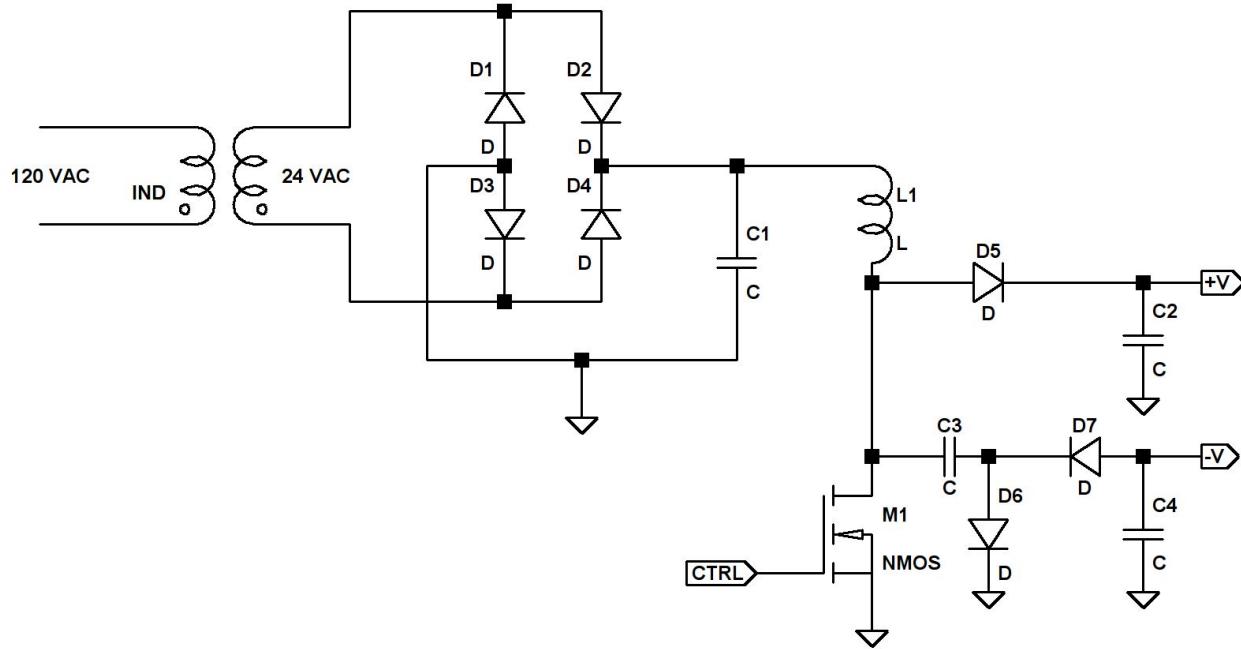 D1
D2
D
D
120 VAC
IND
24 VAC
D3
D4
D
D
C1
C
L1
L
D5
D
+V
C2
C
C3
C
D7
D
-V
D6
D
C4
C
M1
NMOS
CTRL